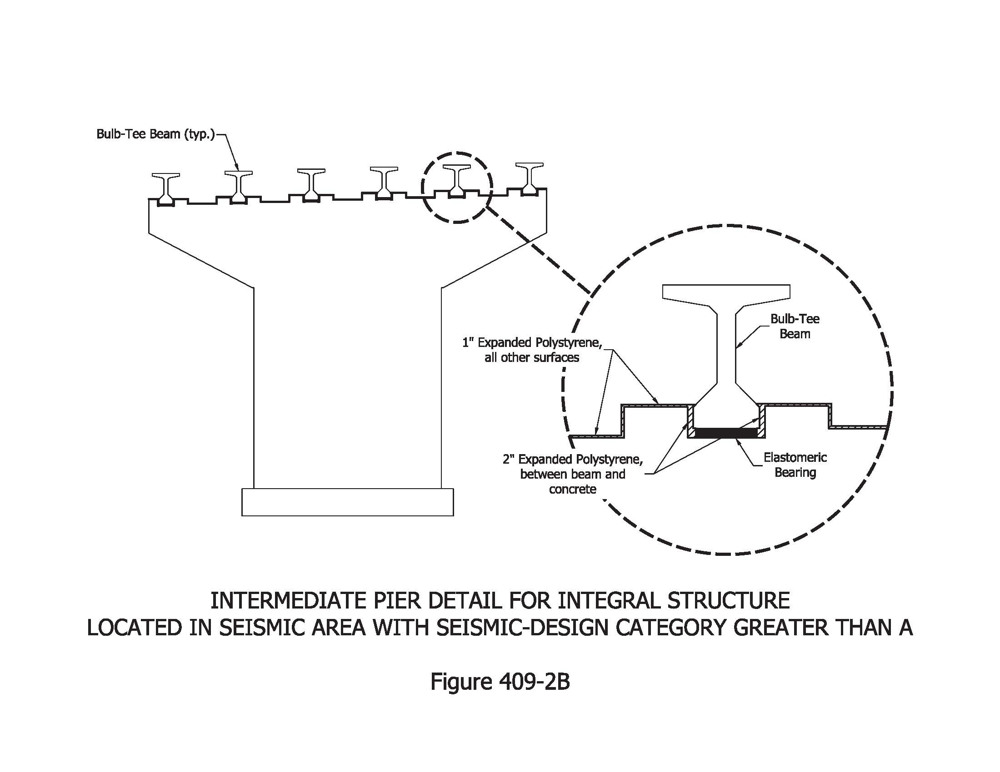 Bulb-Tee Beam (typ.)
Bulb-Tee
Beam
1" Expanded Polystyrene,
all other surfaces
2" Expanded Polystyrene,
between beam and
concrete
Elastomeric
Bearing
INTERMEDIATE PIER DETAIL FOR INTEGRAL STRUCTURE
LOCATED IN SEISMIC AREA WITH SEISMIC-DESIGN CATEGORY GREATER THAN A
Figure 409-2B